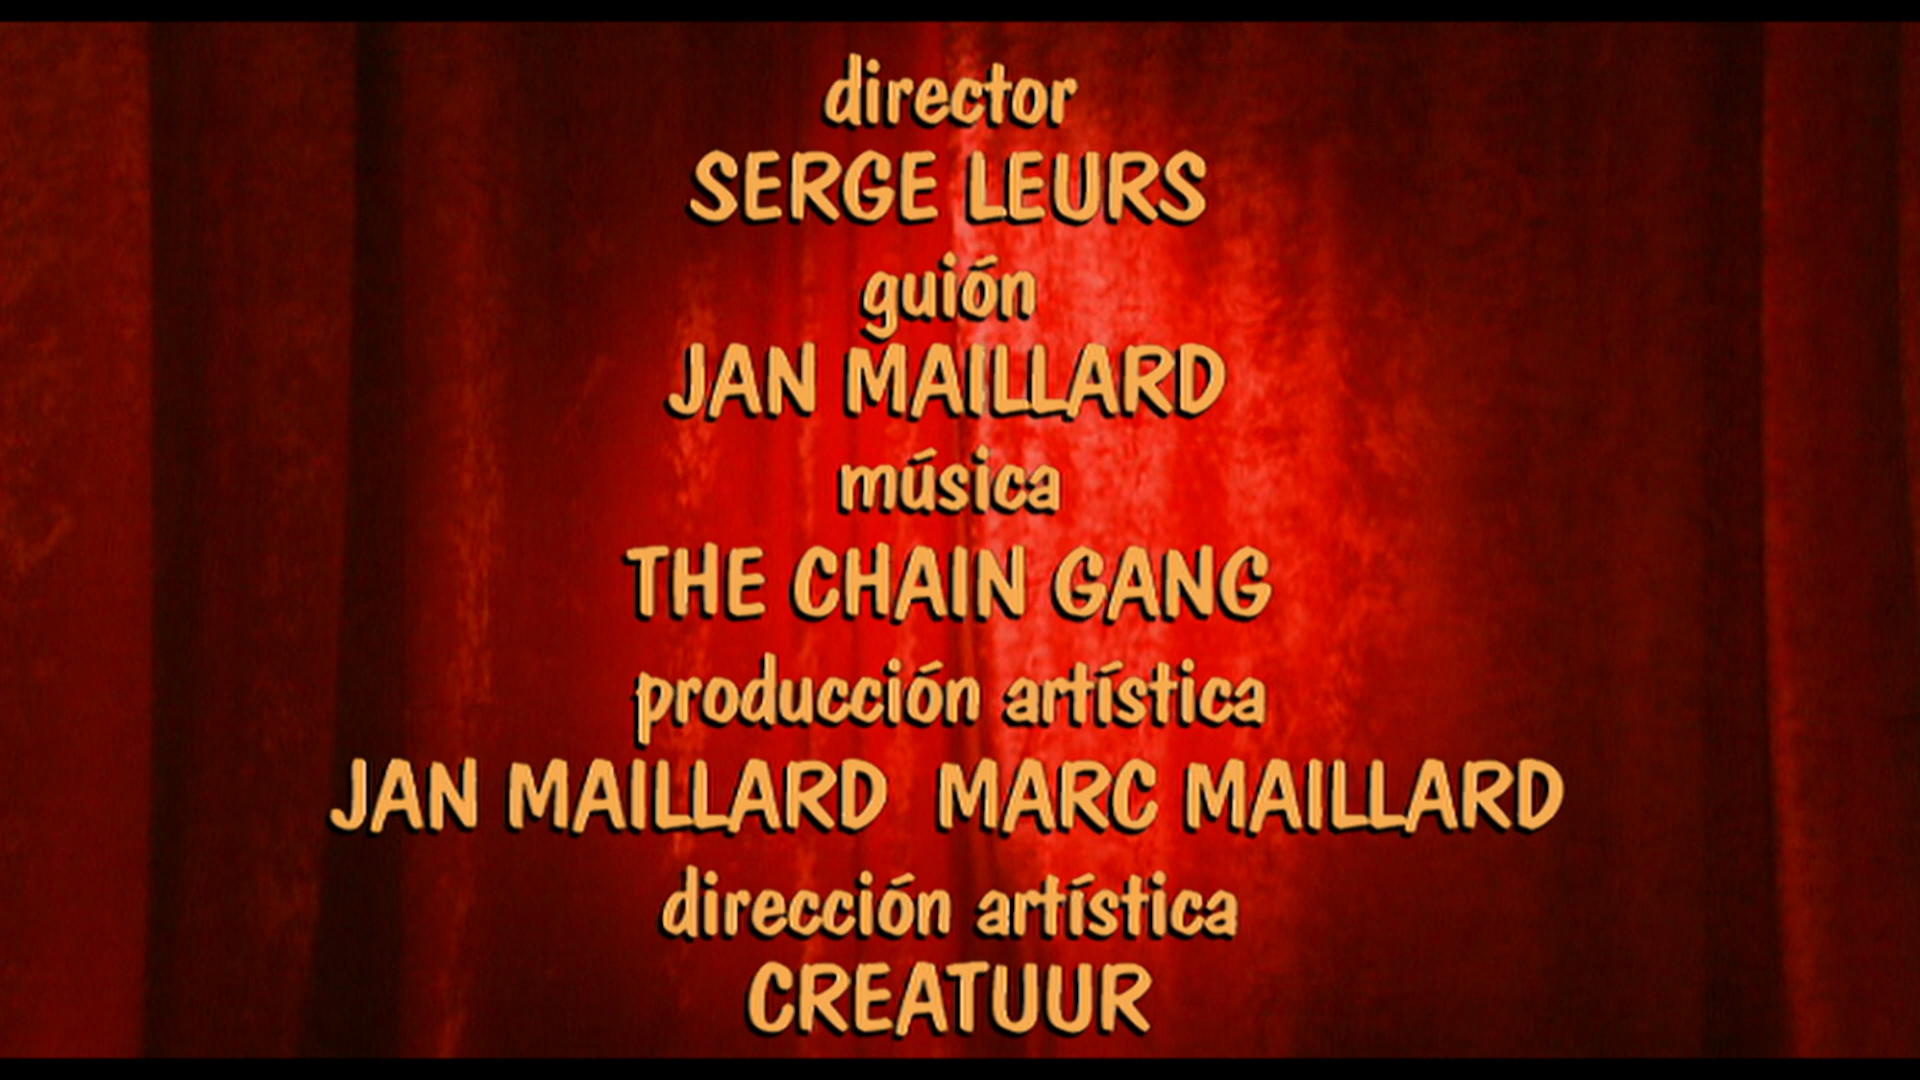 director
SERGE LEURS
guión
JAN MAILLARD
música
THE CHAIN GANG
producción artística
JAN MAILLARD MARC MAILLARD
dirección artística
CREATUUR